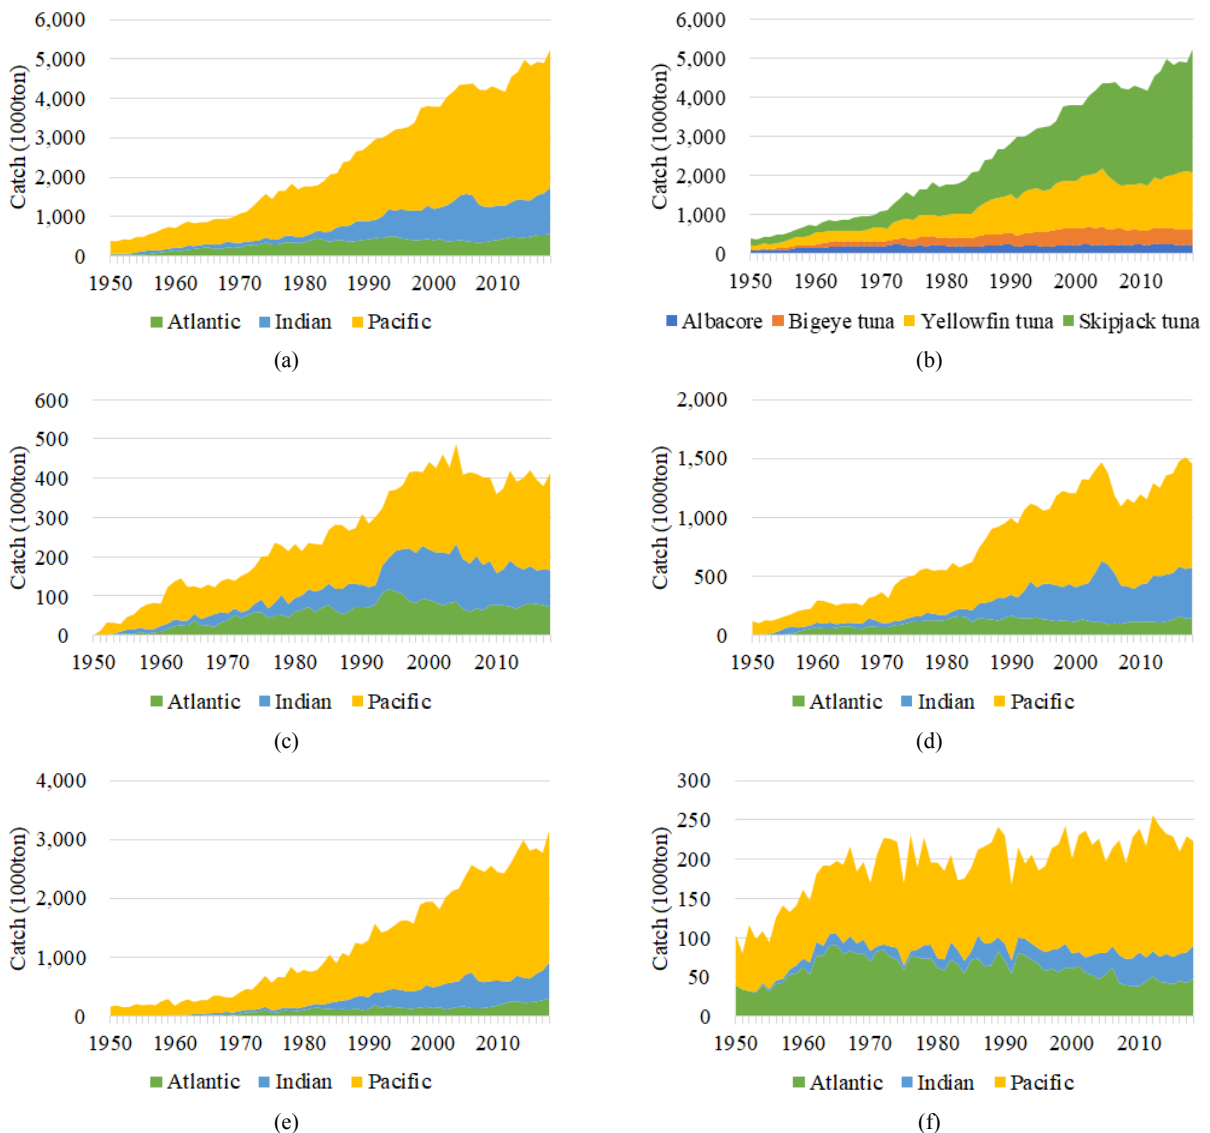 6,000
5,000
4,000
3,000
2,000
1,000
0
Catch (1000ton)
1950 1960 1970 1980 1990 2000 2010
Atlantic Indian Pacific
(a)
6,000
5,000
4,000
3,000
2,000
1,000
0
Catch (1000ton)
1950 1960 1970 1980 1990 2000 2010
Albacore Bigeye tuna Yellowfin tuna Skipjack tuna
(b)
600
500
400
300
200
100
0
Catch (1000ton)
1950 1960 1970 1980 1990 2000 2010
Atlantic Indian Pacific
(c)
2,000
1,500
1,000
500
0
Catch (1000ton)
1950 1960 1970 1980 1990 2000 2010
Atlantic Indian Pacific
(d)
4,000
3,000
2,000
1,000
0
Catch (1000ton)
1950 1960 1970 1980 1990 2000 2010
Atlantic Indian Pacific
(e)
300
250
200
150
100
50
0
Catch (1000ton)
1950 1960 1970 1980 1990 2000 2010
Atlantic Indian Pacific
(f)